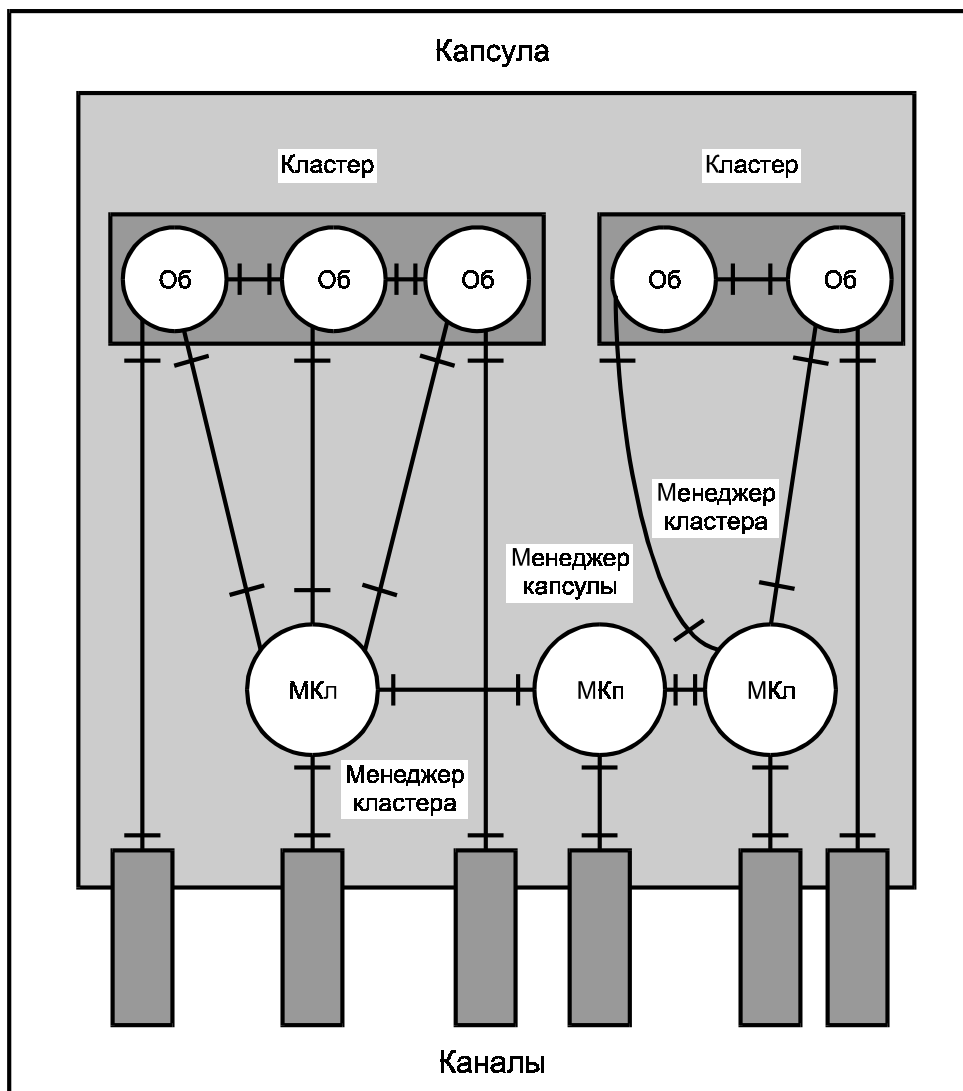 Капсула
Кластер
Кластер
Об
Об
Об
Об
Об
Менеджер
кластера
Менеджер
капсулы
МКл
МКп
МКл
Менеджер
кластера
Каналы